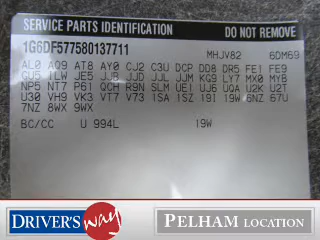 SERVICE PARTS IDENTIFICATION DO NOT REMOVE
1G6DF577580137711 MHJV82 6DM69
AL0 AQ9 AT8 AY0 CJ2 C3U DCP DD8 DR5 FE1 FE9
GU5 ILW JE5 JJB JJD JJL JJM KG9 LY7 MX0 MYB
NP5 NT7 P61 QCH R9N SLM UE1 UJ6 UQA U2K U2T
U30 VH9 VK3 VT7 V73 1SA 1SZ 19I 19W 6NZ 67U
7NZ 8WX 9WX
BC/CC U 994L 19W
DRIVER'S Way PELHAM LOCATION